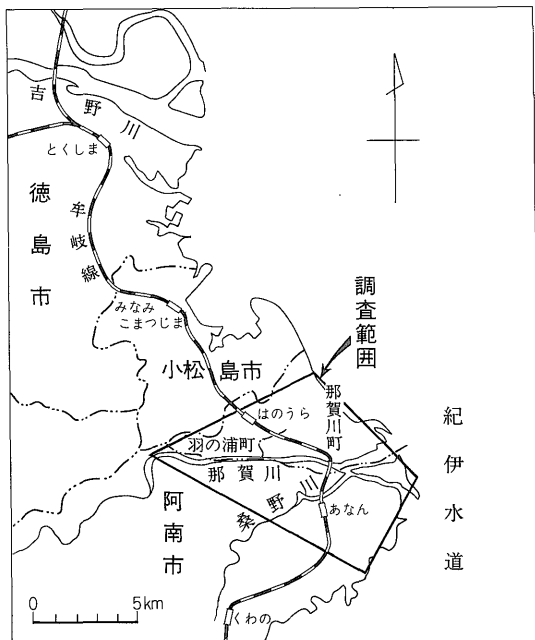 吉野川
とくしま
徳島市
牟岐線
みなみ
こまつしま
小松島市
調査範囲
はのうら
那賀川町
羽の浦町
那賀川
桑野川
あなん
阿南市
紀伊水道
くわの
0 5km